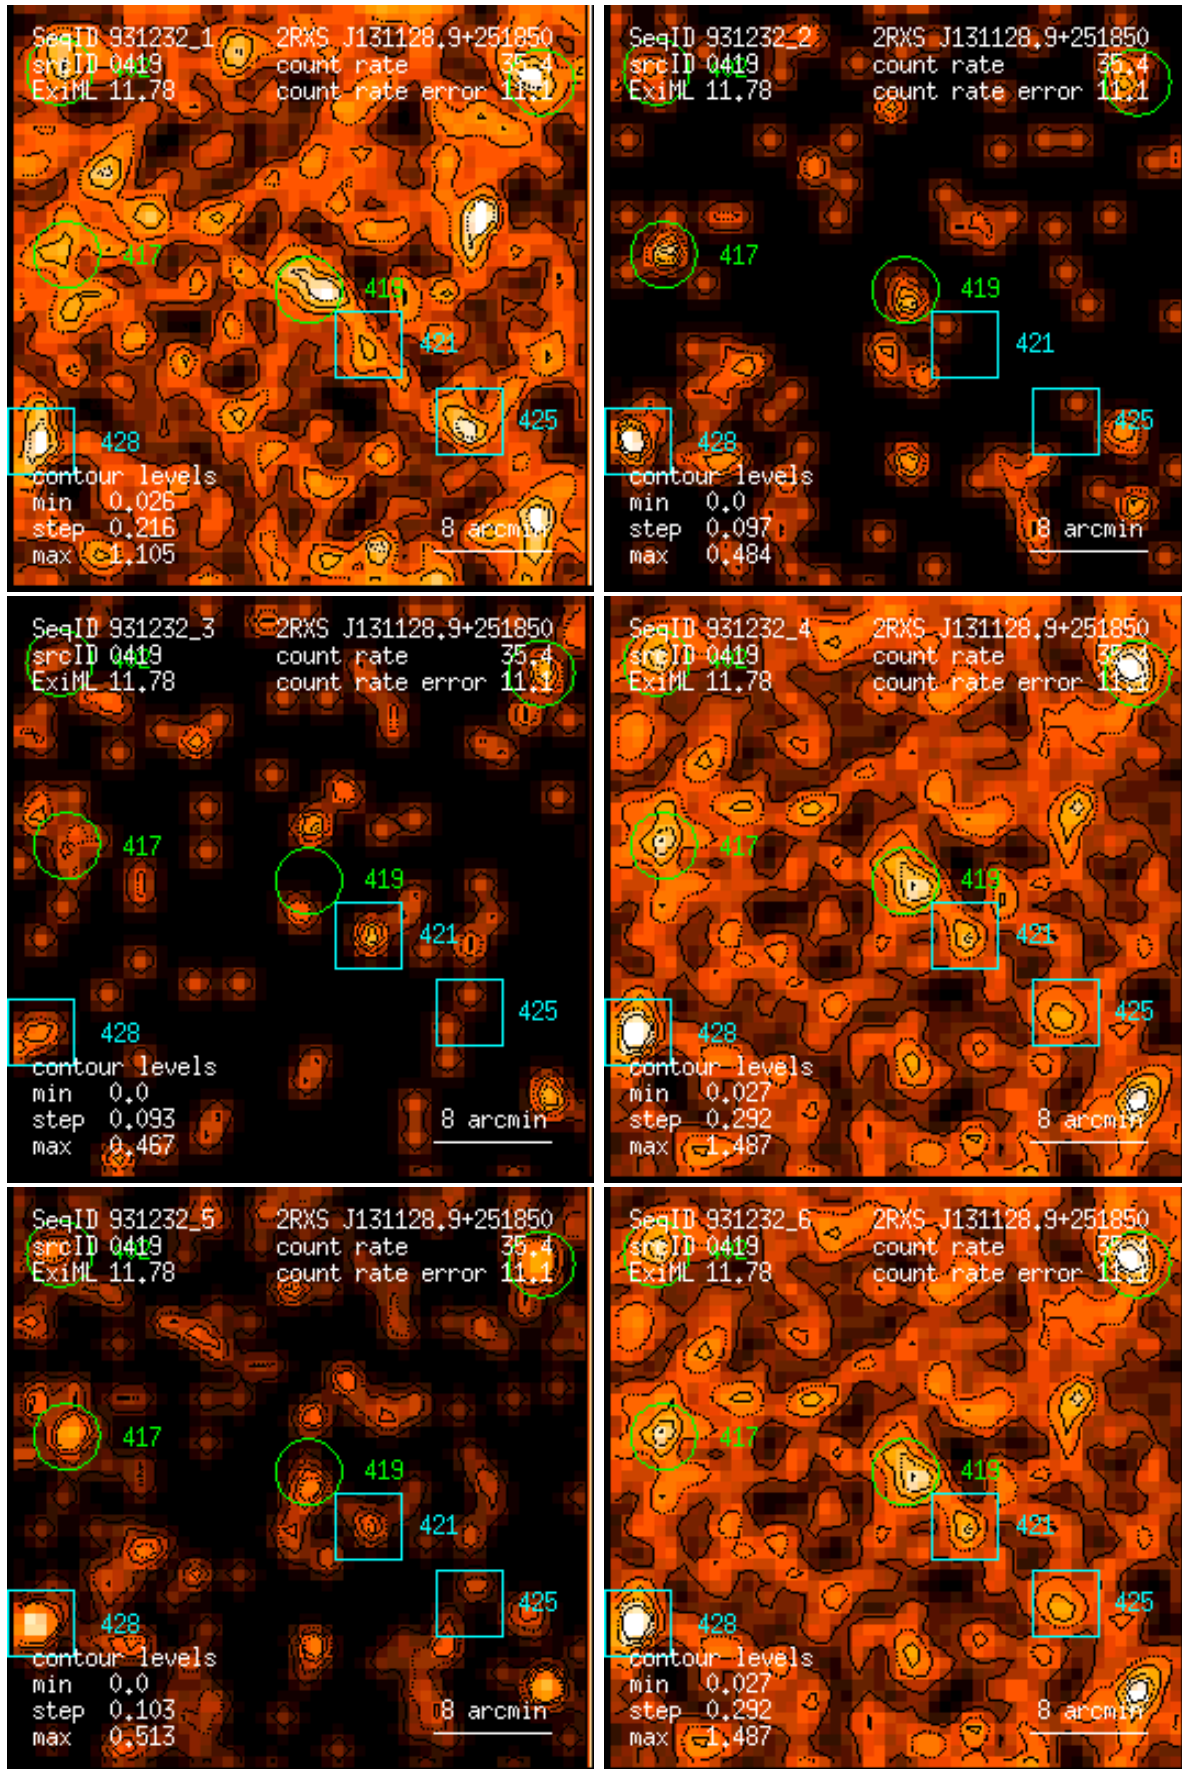 SeqID 931232_1 2RXS J131128.9+251850
srcID 0419 count rate 35.4
ExiML 11.78 count rate error 11.1
417
419
421
425
428
contour levels
min 0.026
step 0.216 8 arcmin
max 1.105
SeqID 931232_2 2RXS J131128.9+251850
srcID 0419 count rate 35.4
ExiML 11.78 count rate error 11.1
417
419
421
425
428
contour levels
min 0.0
step 0.097 8 arcmin
max 0.484
SeqID 931232_3 2RXS J131128.9+251850
srcID 0419 count rate 35.4
ExiML 11.78 count rate error 11.1
417
419
421
425
428
contour levels
min 0.0
step 0.093 8 arcmin
max 0.467
SeqID 931232_4 2RXS J131128.9+251850
srcID 0419 count rate 35.4
ExiML 11.78 count rate error 11.1
417
419
421
425
428
contour levels
min 0.027
step 0.292 8 arcmin
max 1.487
SeqID 931232_5 2RXS J131128.9+251850
srcID 0419 count rate 35.4
ExiML 11.78 count rate error 11.1
417
419
421
425
428
contour levels
min 0.0
step 0.103 8 arcmin
max 0.513
SeqID 931232_6 2RXS J131128.9+251850
srcID 0419 count rate 35.4
ExiML 11.78 count rate error 11.1
417
419
421
425
428
contour levels
min 0.027
step 0.292 8 arcmin
max 1.487